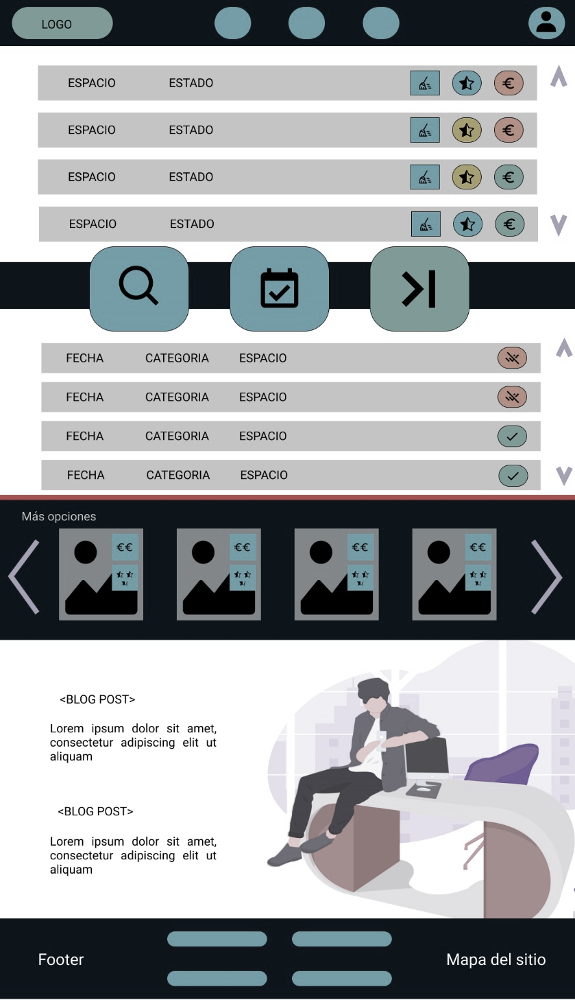 LOGO
ESPACIO ESTADO €
ESPACIO ESTADO €
ESPACIO ESTADO €
ESPACIO ESTADO €
FECHA CATEGORIA ESPACIO
FECHA CATEGORIA ESPACIO
FECHA CATEGORIA ESPACIO
FECHA CATEGORIA ESPACIO
Más opciones
€€ €€ €€ €€
<BLOG POST>
Lorem ipsum dolor sit amet,
consectetur adipiscing elit ut
aliquam
<BLOG POST>
Lorem ipsum dolor sit amet,
consectetur adipiscing elit ut
aliquam
Footer Mapa del sitio